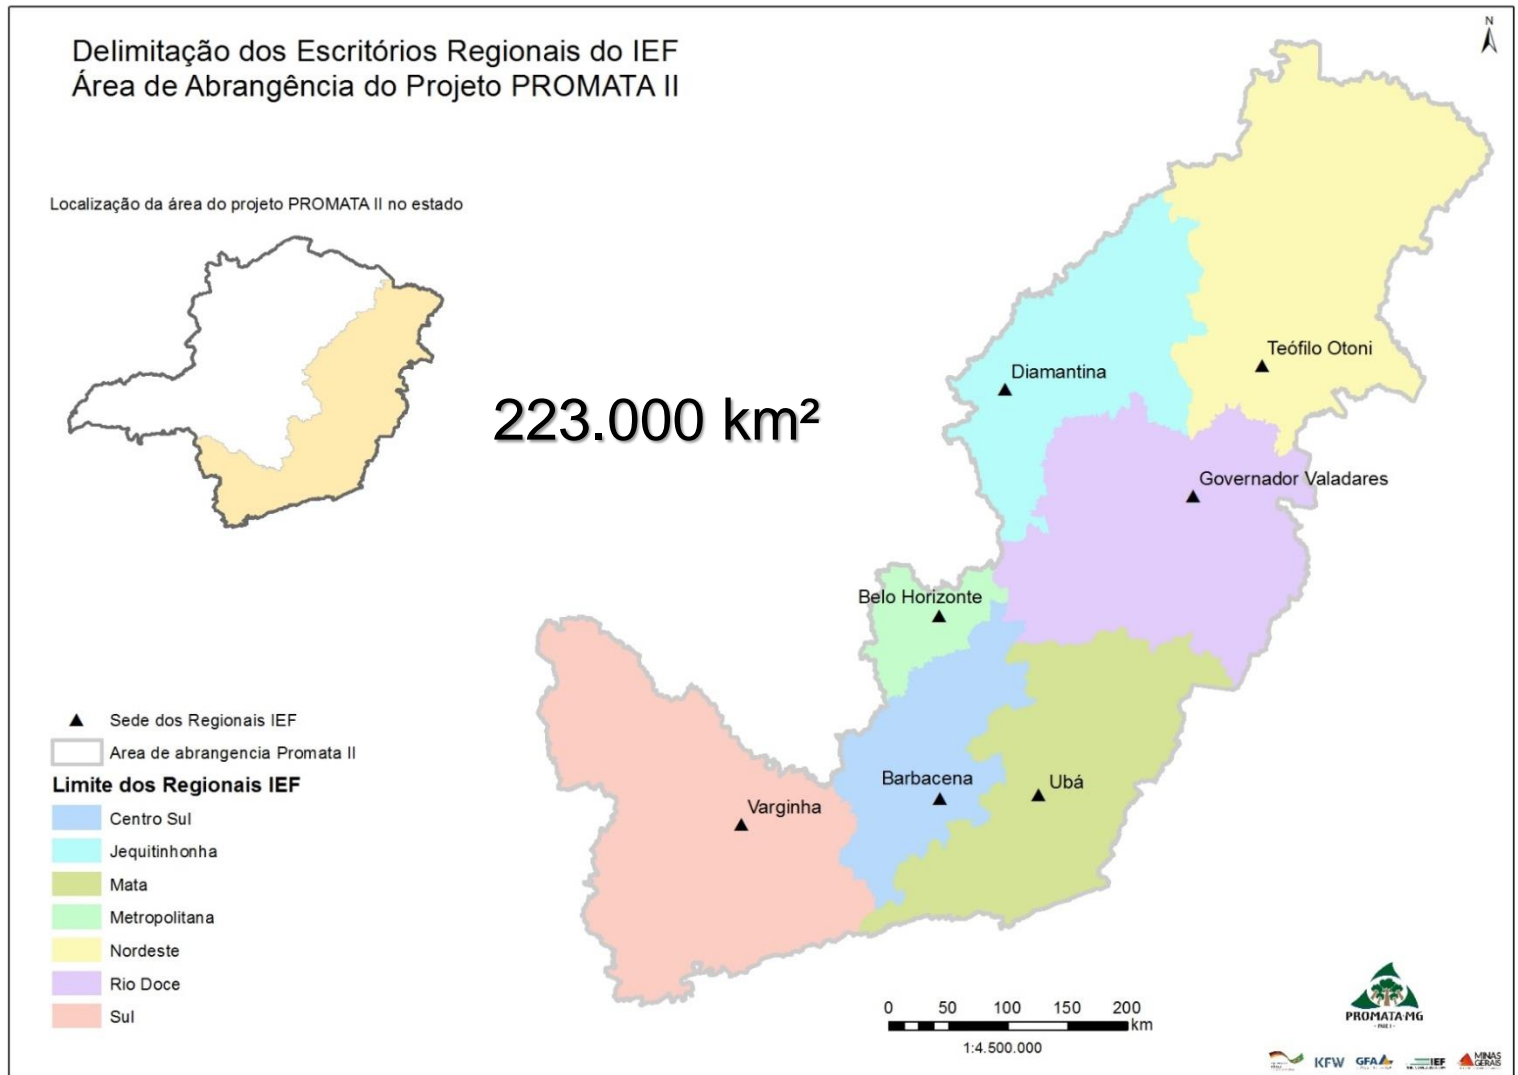 Delimitação dos Escritórios Regionais do IEF
Área de Abrangência do Projeto PROMATA II
N
Localização da área do projeto PROMATA II no estado
223.000 km²
Teófilo Otoni
Diamantina
Governador Valadares
Belo Horizonte
Barbacena
Ubá
Varginha
Sede dos Regionais IEF
Area de abrangencia Promata II
Limite dos Regionais IEF
Centro Sul
Jequitinhonha
Mata
Metropolitana
Nordeste
Rio Doce
Sul
0 50 100 150 200
km
1:4.500.000
PROMATA-MG
KFW
GFA
IEF
MINAS
GERAIS